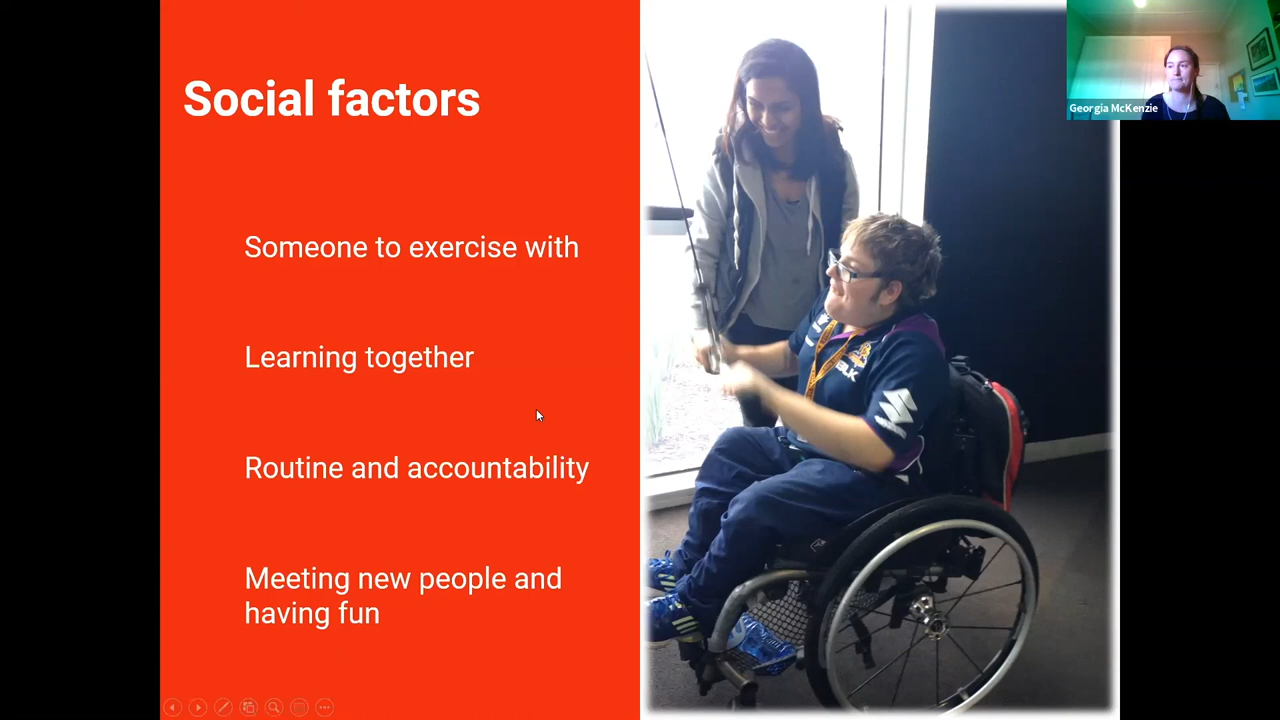 Social factors
Georgia McKenzie
Someone to exercise with
Learning together
BLK
Routine and accountability
Meeting new people and
having fun